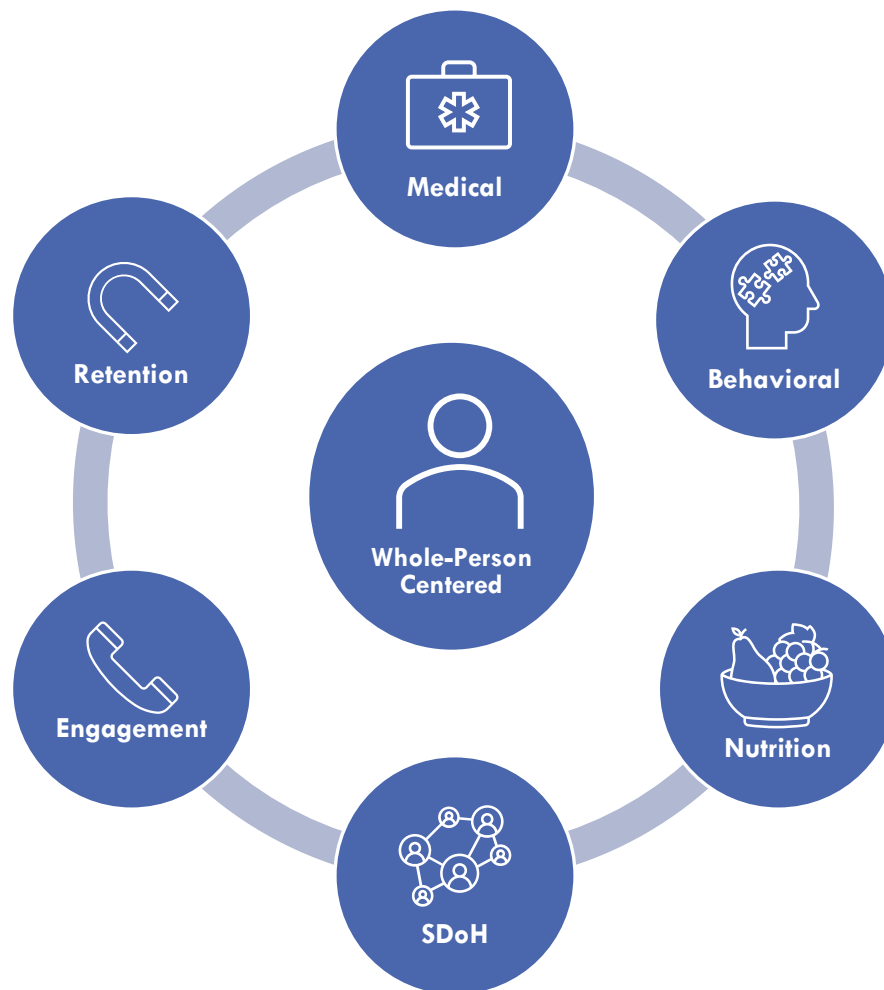 Medical
Retention
Behavioral
Whole-Person
Centered
Engagement
Nutrition
SDoH